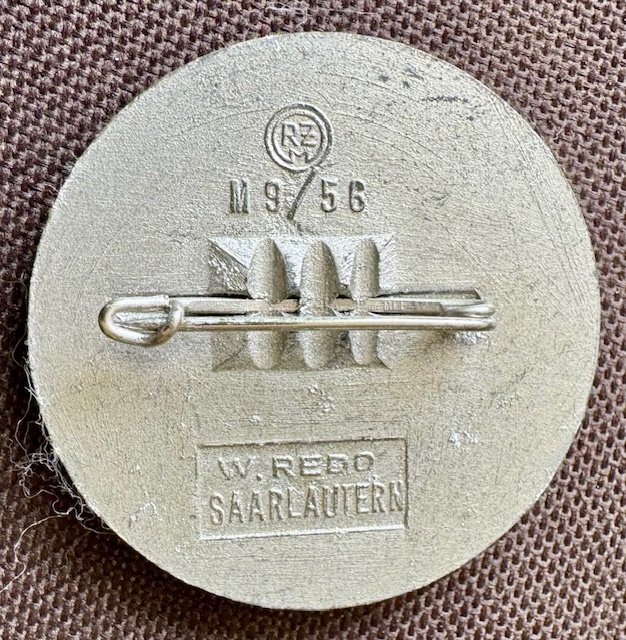 RZM
M9/56
W. REDO
SAARLAUTERN